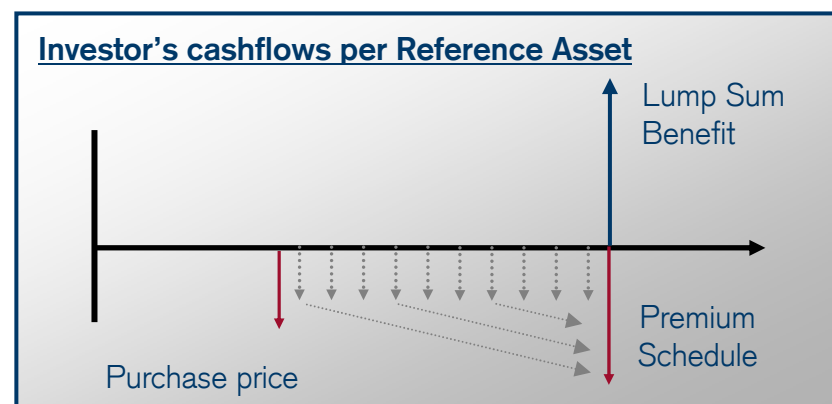 Investor’s cashflows per Reference Asset
Lump Sum
Benefit
Premium
Schedule
Purchase price